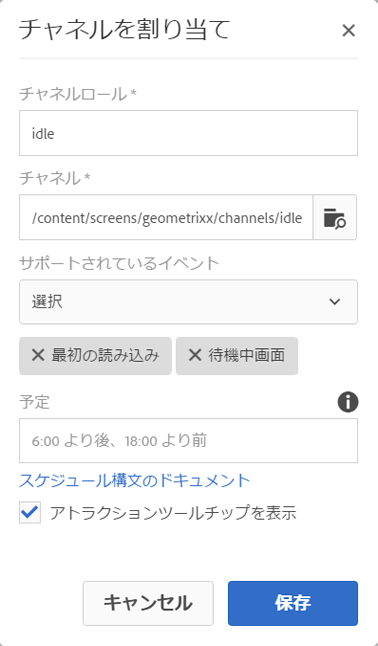 チャネルを割り当て
チャネルロール *
idle
チャネル *
/content/screens/geometrixx/channels/idle
サポートされているイベント
選択
最初の読み込み 待機中画面
予定
6:00 より後、18:00 より前
スケジュール構文のドキュメント
アトラクションツールチップを表示
キャンセル 保存